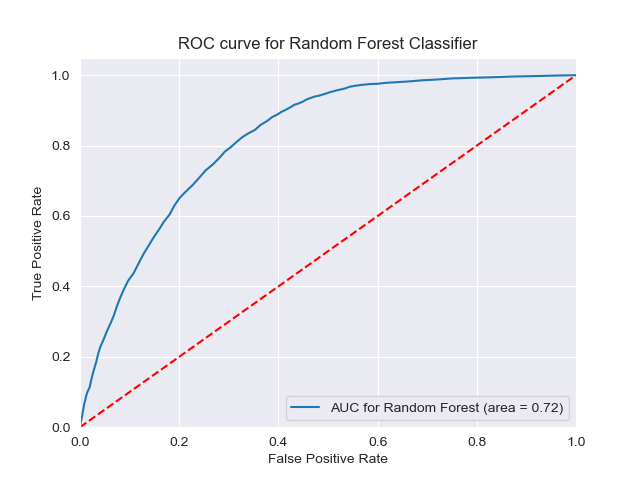 ROC curve for Random Forest Classifier
1.0
0.8
0.6
0.4
0.2
0.0
True Positive Rate
AUC for Random Forest (area = 0.72)
0.0 0.2 0.4 0.6 0.8 1.0
False Positive Rate